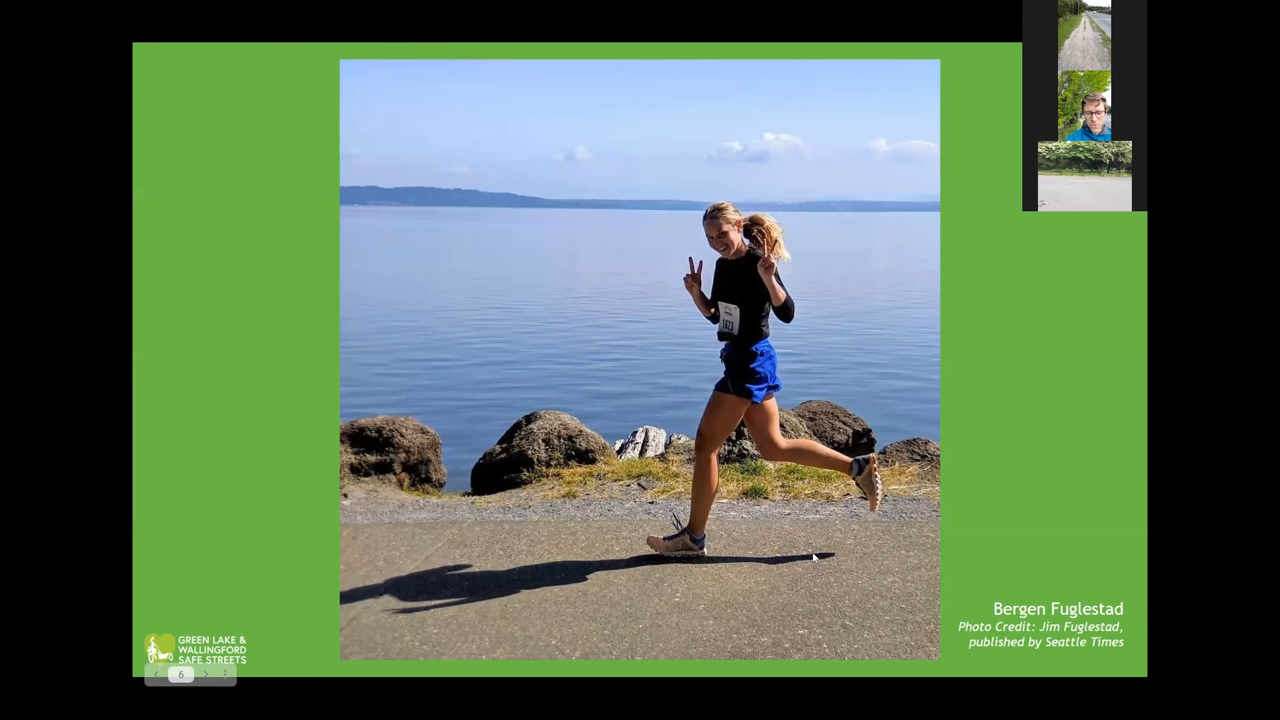 Bergen Fuglestad
Photo Credit: Jim Fuglestad,
published by Seattle Times
GREEN LAKE &
WALLINGFORD
SAFE STREETS
6